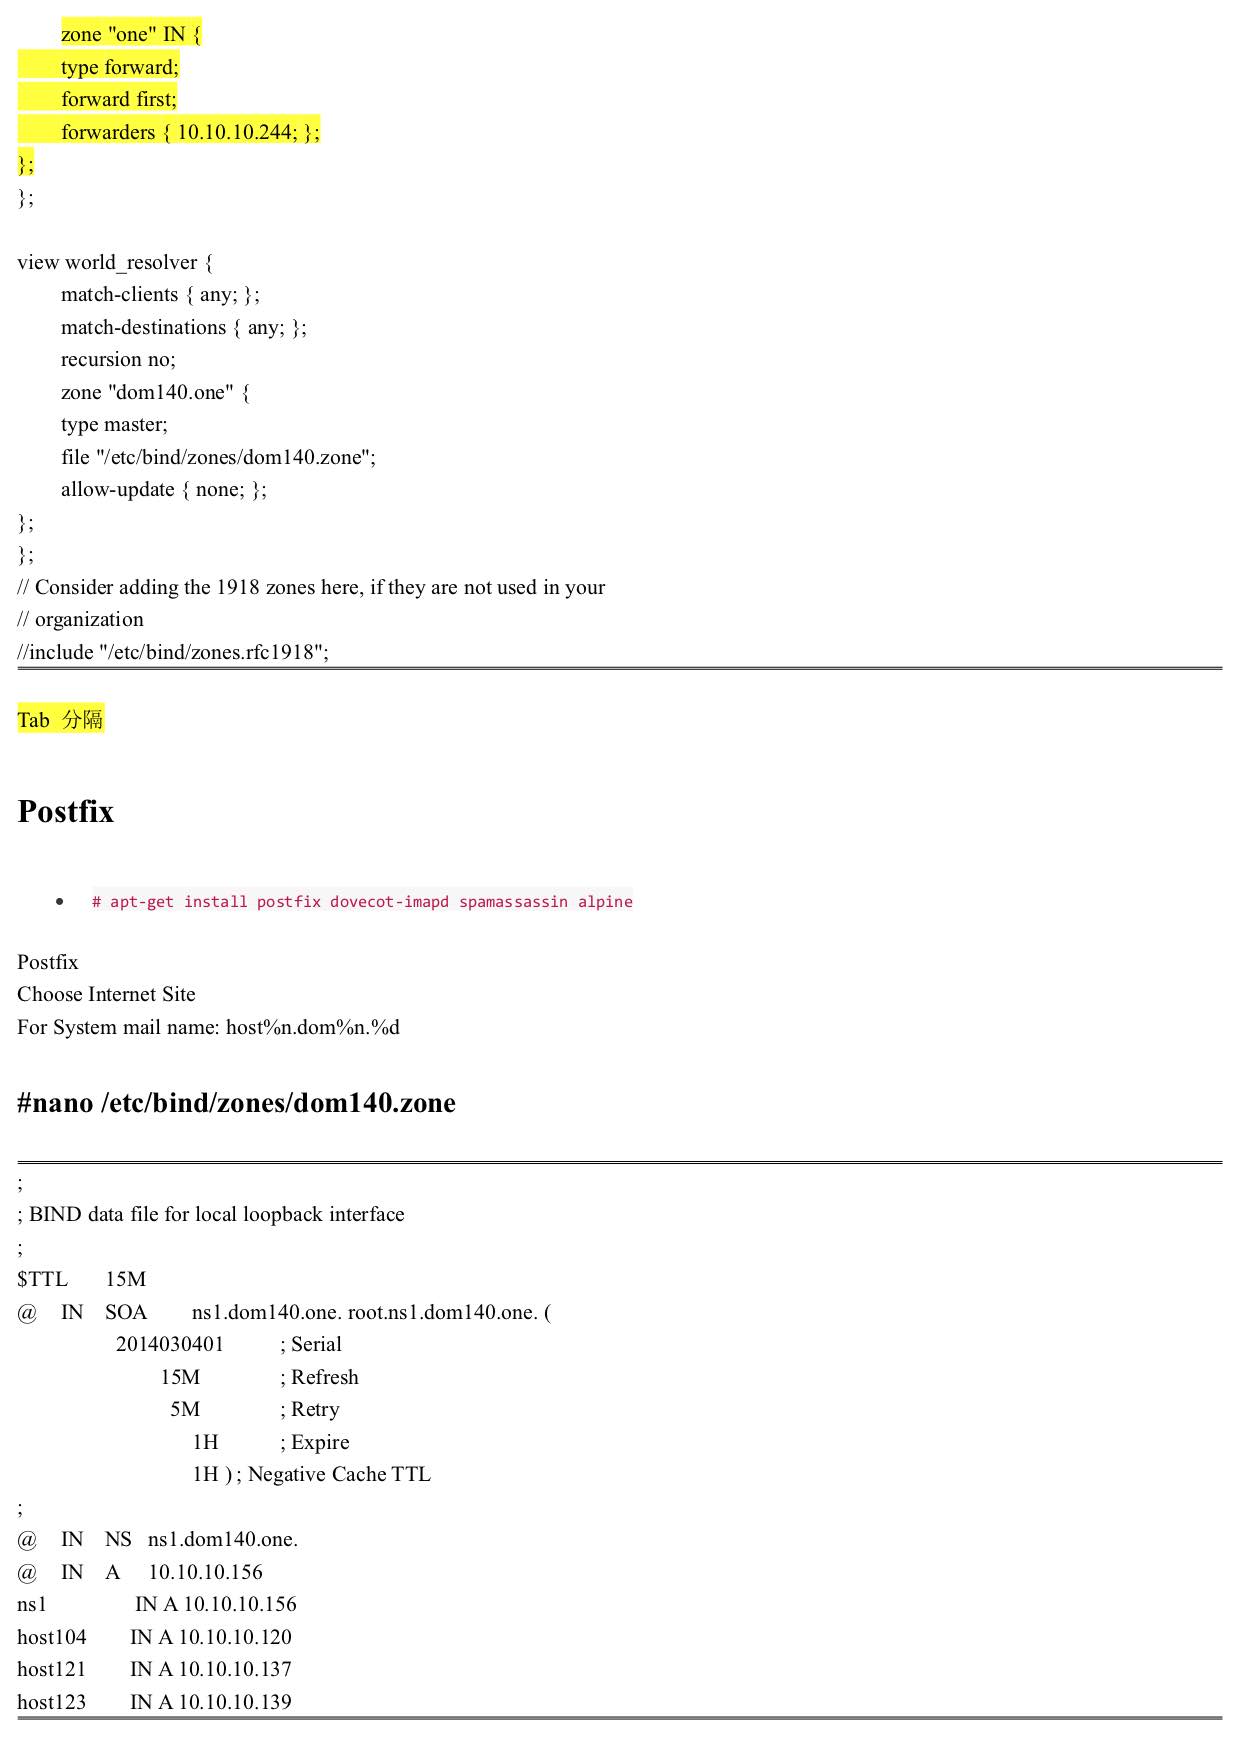 zone "one" IN {
type forward;
forward first;
forwarders { 10.10.10.244; };
};
};
view world_resolver {
match-clients { any; };
match-destinations { any; };
recursion no;
zone "dom140.one" {
type master;
file "/etc/bind/zones/dom140.zone";
allow-update { none; };
};
};
// Consider adding the 1918 zones here, if they are not used in your
// organization
//include "/etc/bind/zones.rfc1918";
Tab 分隔
Postfix
• # apt-get install postfix dovecot-imapd spamassassin alpine
Postfix
Choose Internet Site
For System mail name: host%n.dom%n.%d
#nano /etc/bind/zones/dom140.zone
;
; BIND data file for local loopback interface
;
$TTL 15M
@ IN SOA ns1.dom140.one. root.ns1.dom140.one. (
2014030401 ; Serial
15M ; Refresh
5M ; Retry
1H ; Expire
1H ) ; Negative Cache TTL
;
@ IN NS ns1.dom140.one.
@ IN A 10.10.10.156
ns1 IN A 10.10.10.156
host104 IN A 10.10.10.120
host121 IN A 10.10.10.137
host123 IN A 10.10.10.139